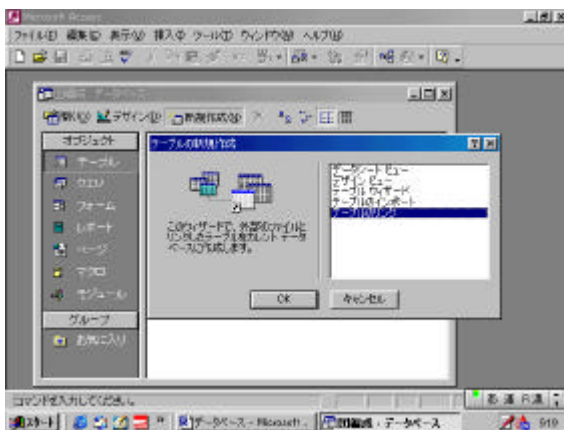 Microsoft Access
ファイル(F) 編集(E) 表示(V) 挿入(I) ツール(T) ウィンドウ(W) ヘルプ(H)
開く(O) デザイン(D) 新規作成(N)
オブジェクト
テーブル
クエリ
フォーム
レポート
ページ
マクロ
モジュール
グループ
お気に入り
テーブルの新規作成
このウィザードで、外部のファイルと
リンクしたテーブルをカレント データ
ベースに作成します。
データシート ビュー
デザイン ビュー
テーブル ウィザード
テーブルのインポート
テーブルのリンク
OK
キャンセル
コマンドを入力してください。
スタート
データベース - Microsoft
データベース